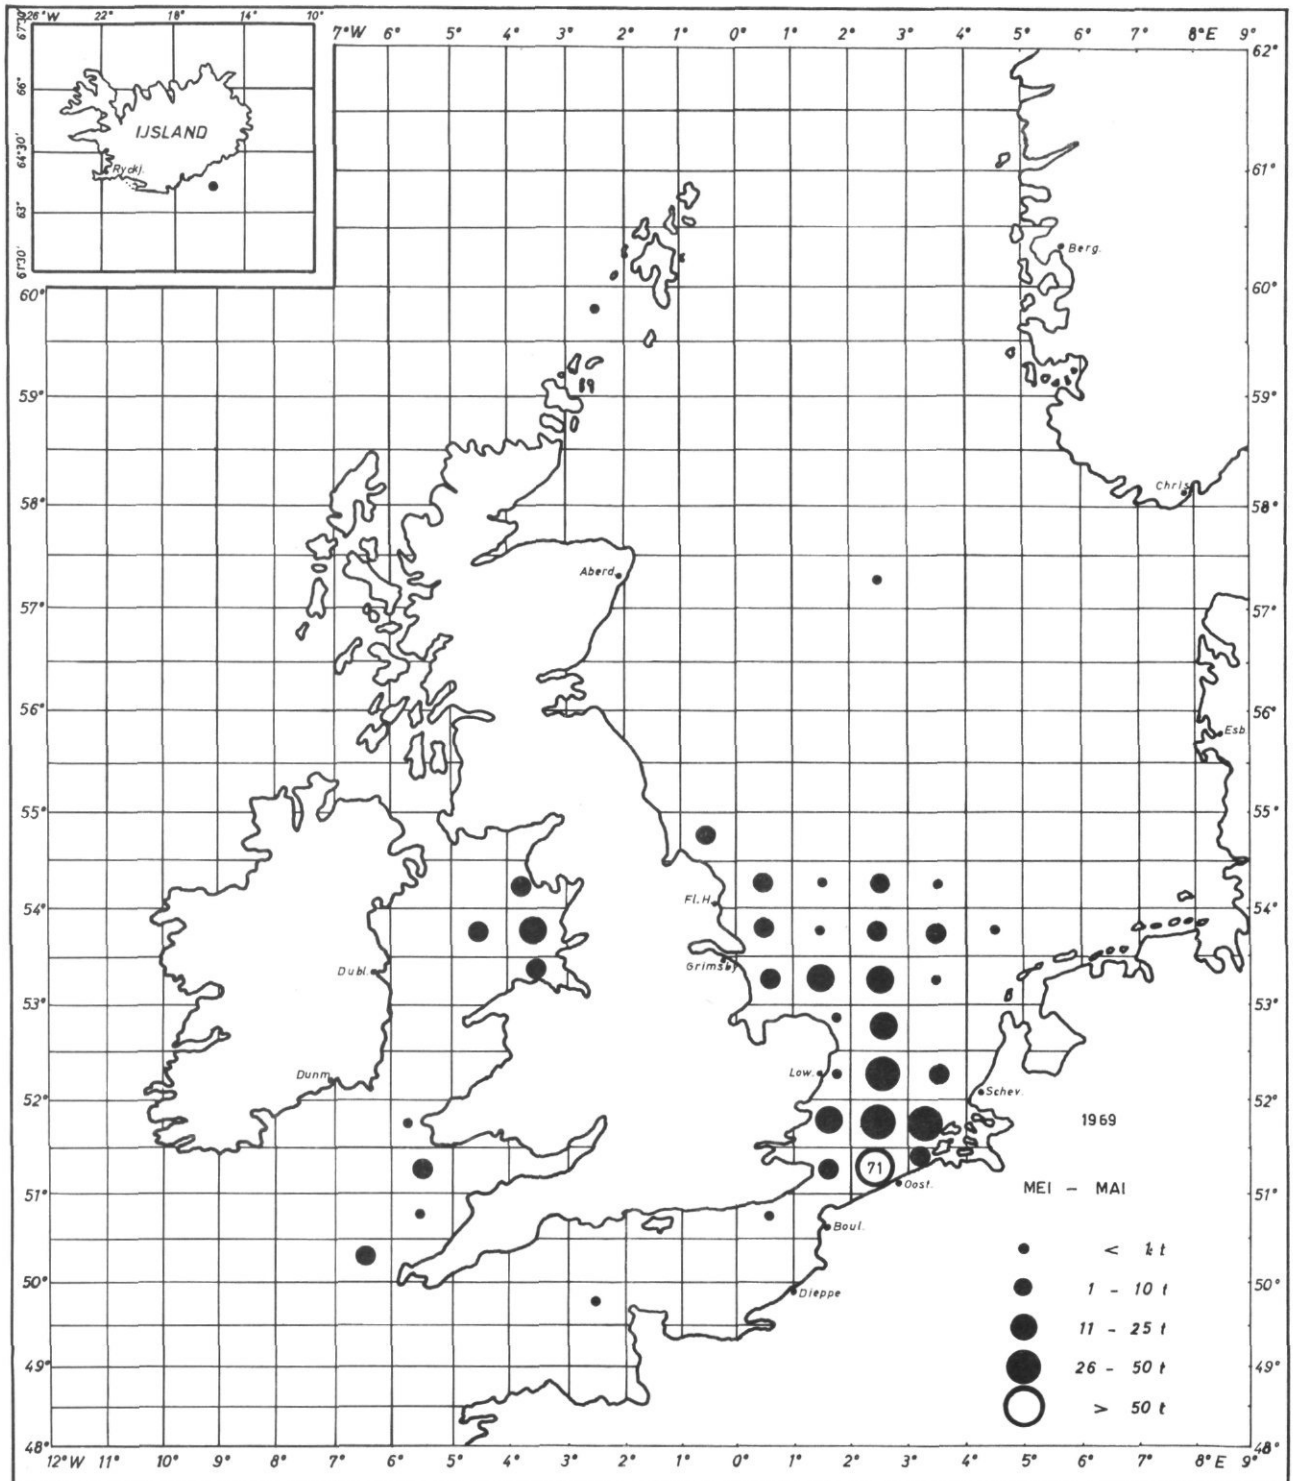 26°W 22° 18° 14° 10°
7°W 6° 5° 4° 3° 2° 1° 0° 1° 2° 3° 4° 5° 6° 7° 8°E 9°
62°
66°
IJSLAND
64°30'
Ryckj.
61°
63°
61°30'
Berg.
60° 60°
59° 59°
Chris
58° 58°
Aberd.
57° 57°
56° 56°
Esb.
55° 55°
Fl.H.
54° 54°
Grimsby
Dubl.
53° 53°
Low.
Dunm.
Schev.
52° 52°
1969
71
Oost.
51° 51°
MEI - MAI
Boul.
< 1 t
50° 50°
Dieppe
1 - 10 t
11 - 25 t
49° 49°
26 - 50 t
> 50 t
48° 48°
12°W 11° 10° 9° 8° 7° 6° 5° 4° 3° 2° 1° 0° 1° 2° 3° 4° 5° 6° 7° 8°E 9°